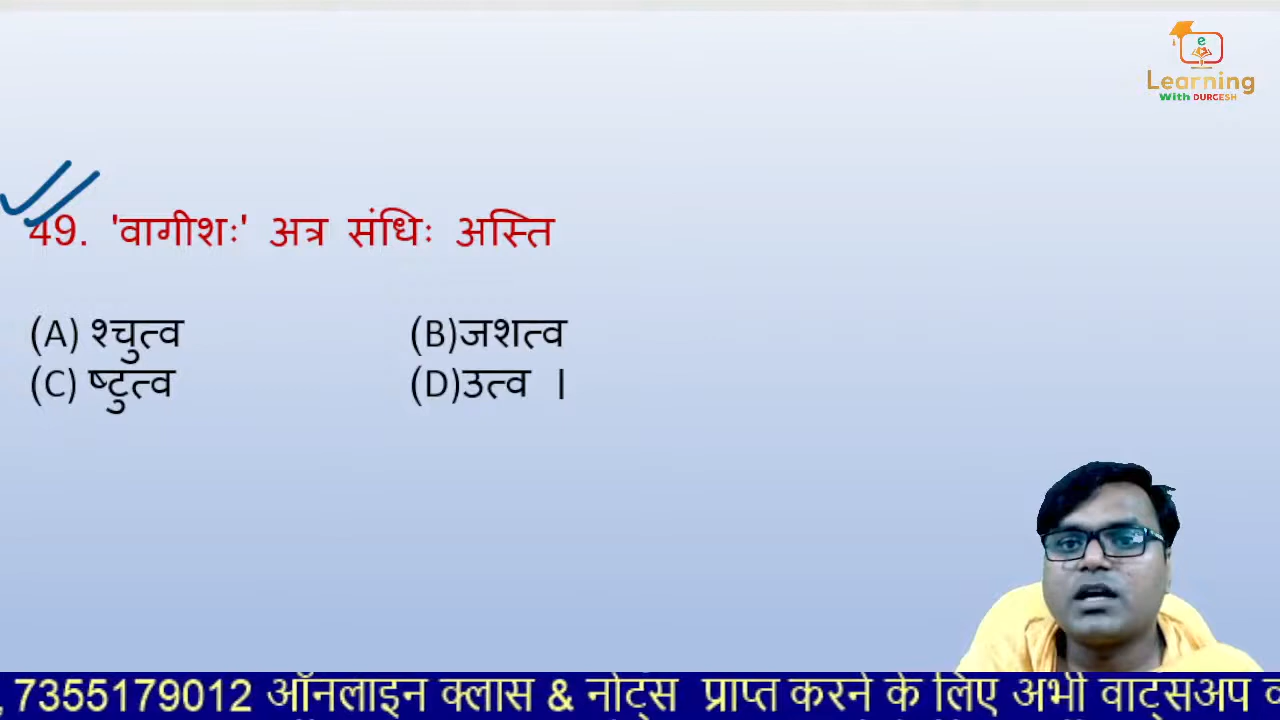 e
Learning
With DURGESH
49. 'वागीशः' अत्र संधिः अस्ति
(A) श्चुत्व (B)जशत्व
(C) ष्टुत्व (D)उत्व ।
,7355179012 ऑनलाइन क्लास & नोट्स प्राप्त करने के लिए अभी वाट्सअप